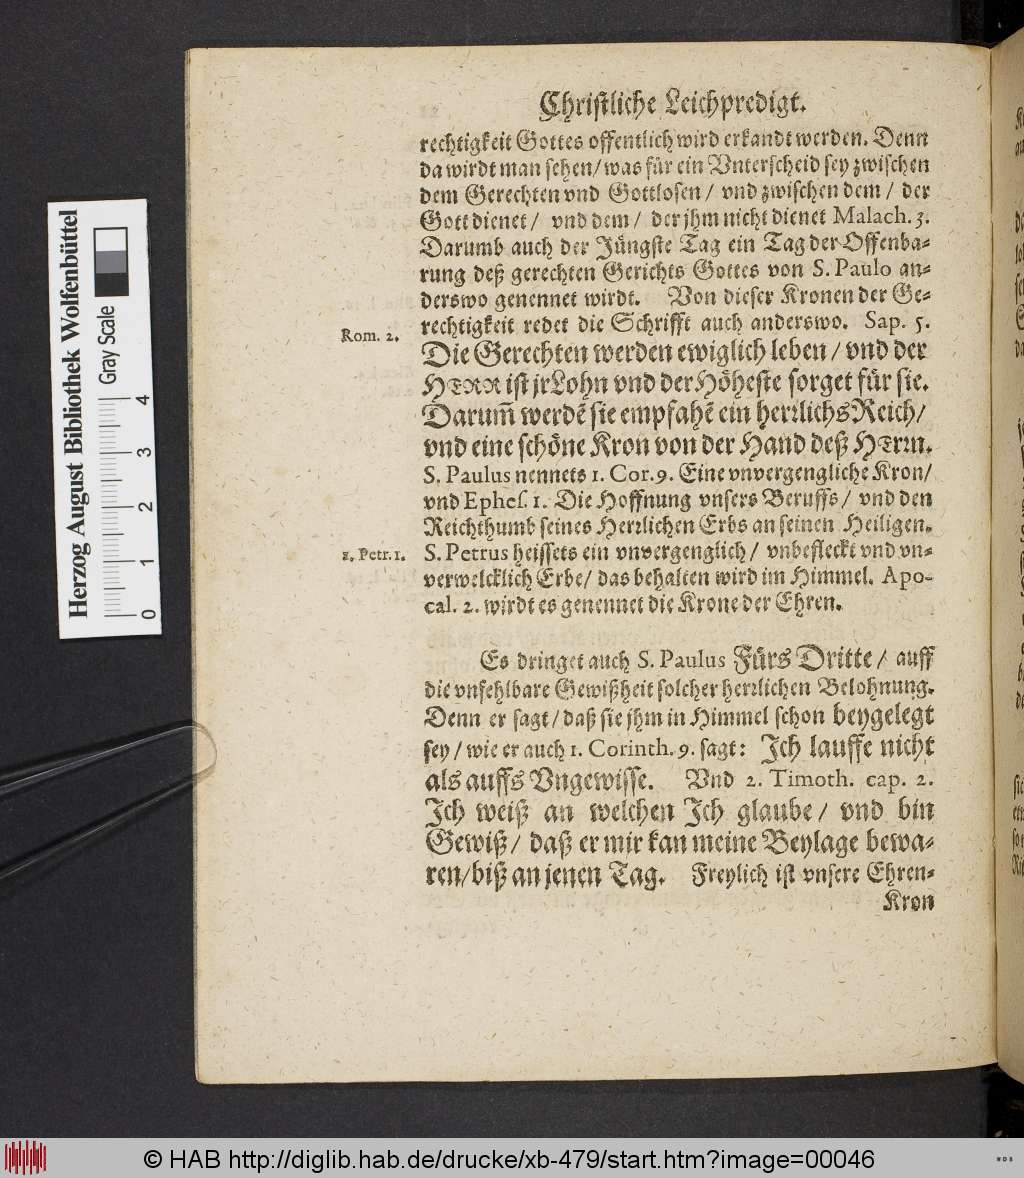 Christliche Leichpredigt.
rechtigkeit Gottes offentlich wird erkandt werden. Denn
da wirdt man sehen/ was für ein Vnterscheid sey zwischen
dem Gerechten vnd Gottlosen/ vnd zwischen dem/ der
Gott dienet/ vnd dem/ der jhm nicht dienet Malach. 3.
Darumb auch der Jüngste Tag ein Tag der Offenba-
rung deß gerechten Gerichts Gottes von S. Paulo an-
derswo genennet wirdt. Von dieser Kronen der Ge-
Rom. 2.
rechtigkeit redet die Schrifft auch anderswo. Sap. 5.
Die Gerechten werden ewiglich leben/ vnd der
HERR ist jr Lohn vnd der Höheste sorget für sie.
Darum̃ werdẽ sie empfahẽ ein herrlichs Reich/
vnd eine schöne Kron von der Hand deß HErrn.
S. Paulus nennets 1. Cor. 9. Eine vnvergengliche Kron/
vnd Ephes. 1. Die Hoffnung vnsers Beruffs/ vnd den
Reichthumb seines Herrlichen Erbs an seinen Heiligen.
1. Petr. 1.
S. Petrus heissets ein vnvergenglich/ vnbefleckt vnd vn-
verwelcklich Erbe/ das behalten wird im Himmel. Apo-
cal. 2. wirdt es genennet die Krone der Ehren.
Es dringet auch S. Paulus Fürs Dritte/ auff
die vnfehlbare Gewißheit solcher herrlichen Belohnung.
Denn er sagt/ daß sie jhm in Himmel schon beygelegt
sey/ wie er auch 1. Corinth. 9. sagt: Ich lauffe nicht
als auffs Vngewisse. Vnd 2. Timoth. cap. 2.
Ich weiß an welchen Ich glaube/ vnd bin
Gewiß/ daß er mir kan meine Beylage bewa-
ren/ biß an jenen Tag. Freylich ist vnsere Ehren-
Kron
Herzog August Bibliothek Wolfenbüttel
Gray Scale
0 1 2 3 4
© HAB http://diglib.hab.de/drucke/xb-479/start.htm?image=00046